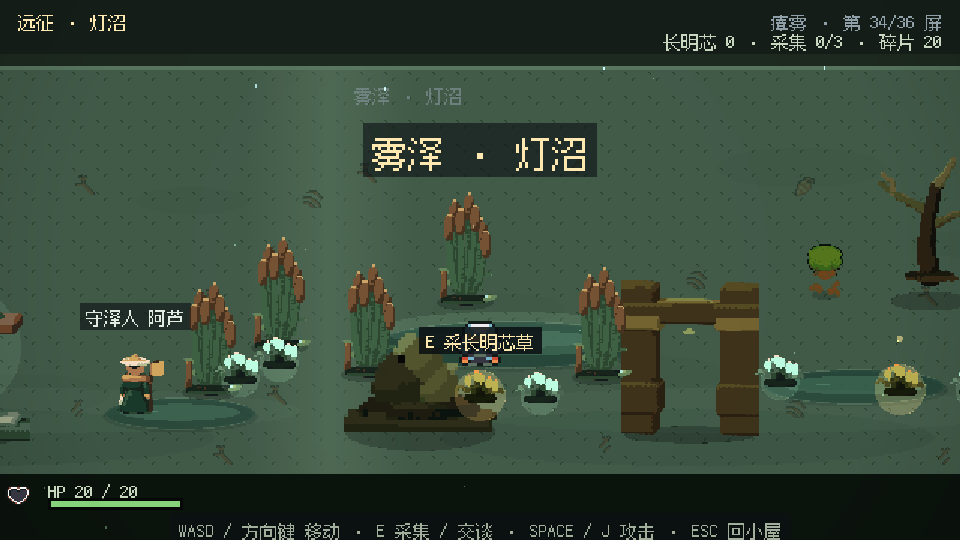 远征 · 灯沼
瘴雾 · 第 34/36 屏
长明芯 0 · 采集 0/3 · 碎片 20
雾泽 · 灯沼
雾泽 · 灯沼
守泽人 阿芦
E 采长明芯草
HP 20 / 20
WASD / 方向键 移动 · E 采集 / 交谈 · SPACE / J 攻击 · ESC 回小屋